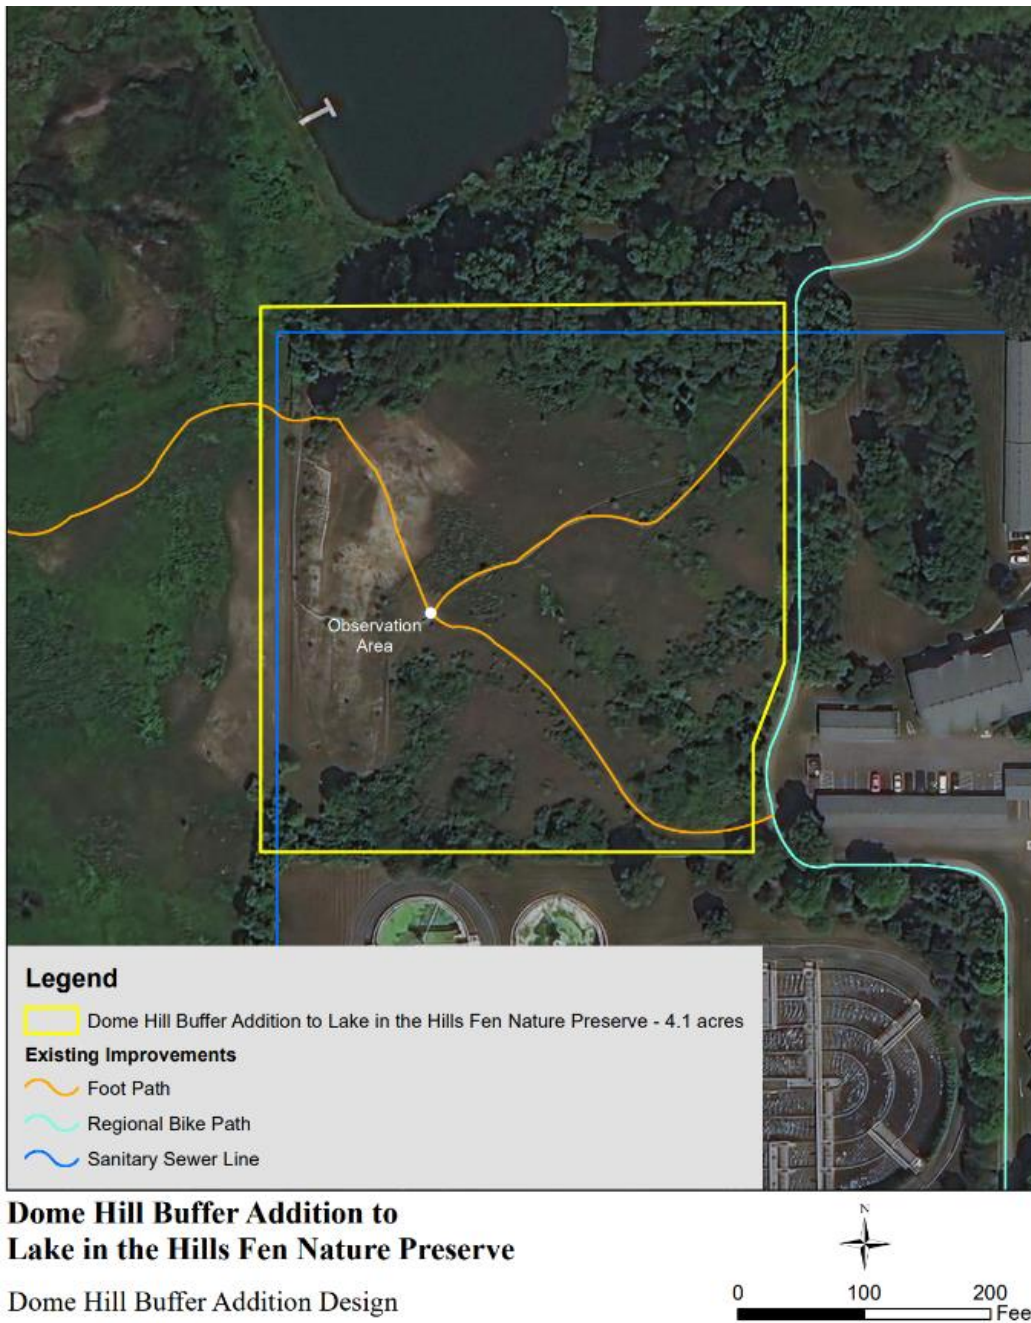 Observation
Area
Legend
Dome Hill Buffer Addition to Lake in the Hills Fen Nature Preserve - 4.1 acres
Existing Improvements
Foot Path
Regional Bike Path
Sanitary Sewer Line
Dome Hill Buffer Addition to
Lake in the Hills Fen Nature Preserve
Dome Hill Buffer Addition Design
N
0 100 200
Fee